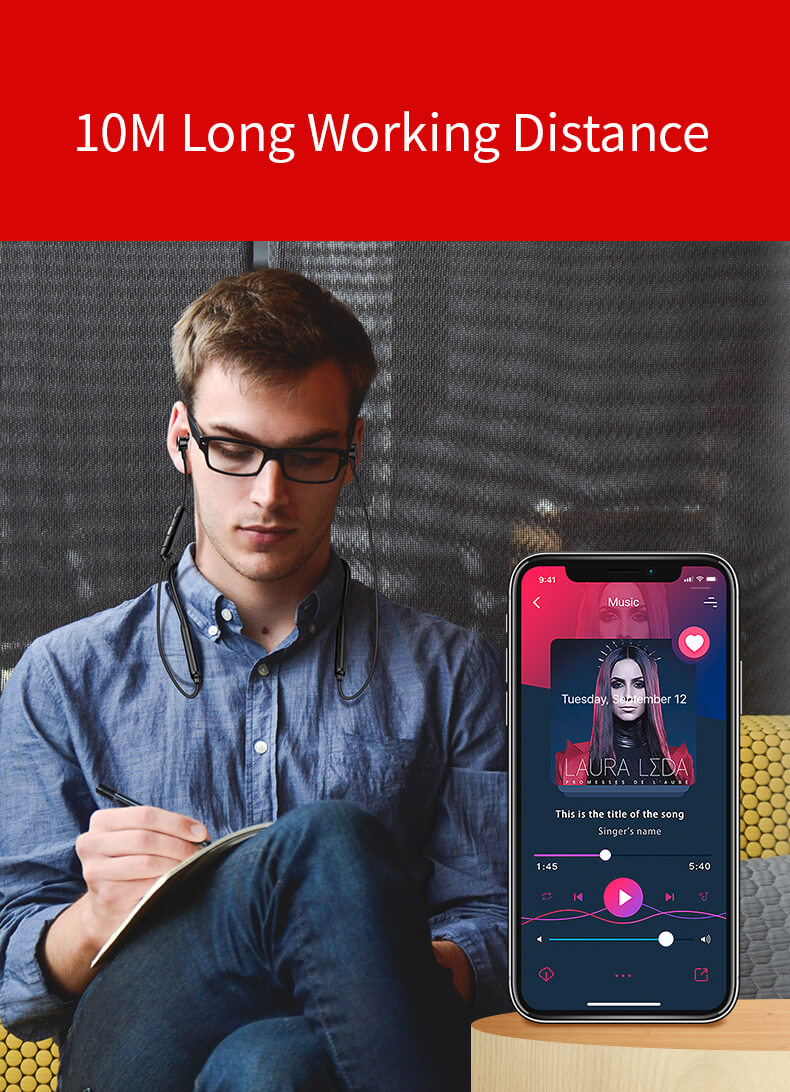 10M Long Working Distance
9:41
Music
Tuesday, September 12
LAURA LΣDA
PROMESSES DE L'AUBE
This is the title of the song
Singer's name
1:45 5:40